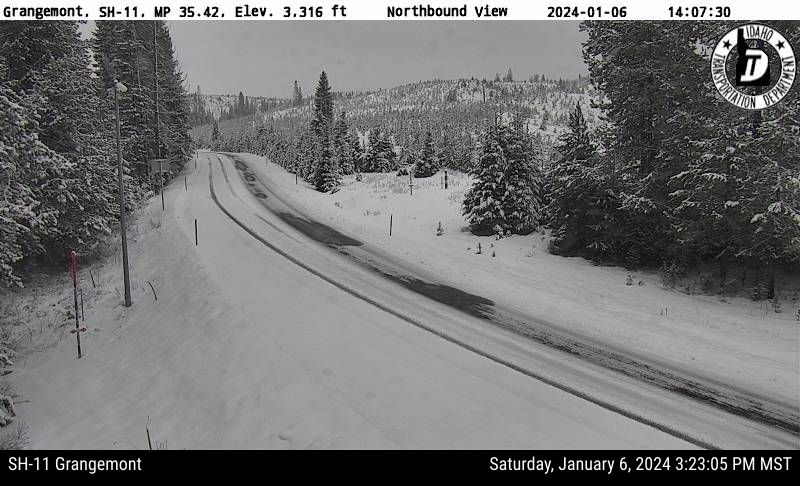 Grangemont, SH-11, MP 35.42, Elev. 3,316 ft Northbound View 2024-01-06 14:07:30
IDAHO
TRANSPORTATION DEPARTMENT
SH-11 Grangemont Saturday, January 6, 2024 3:23:05 PM MST